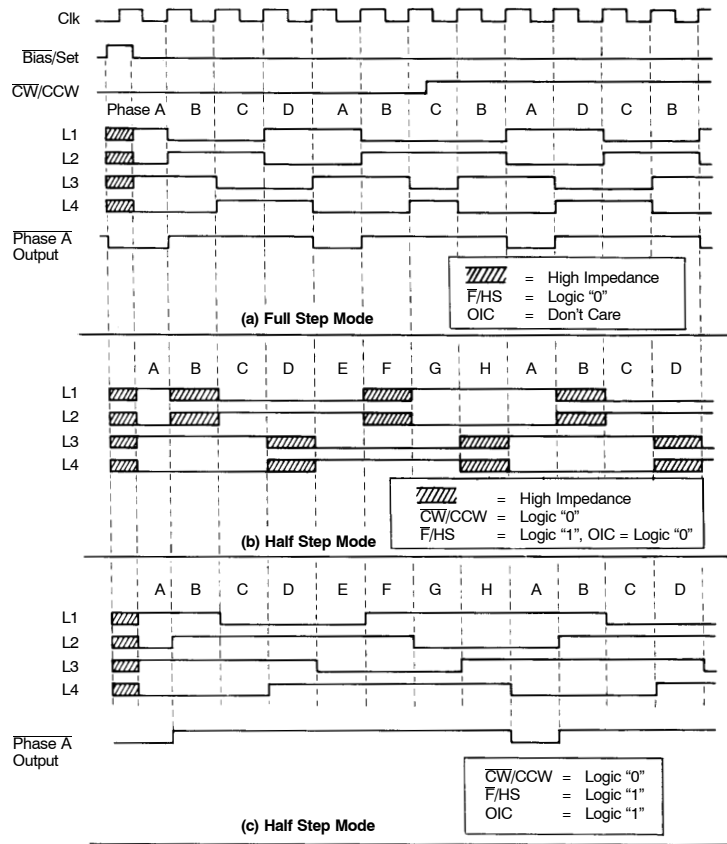 Clk
Bias/Set
CW/CCW
Phase A B C D A B C B A D C B
L1
L2
L3
L4
Phase A
Output
= High Impedance
F/HS = Logic “0”
OIC = Don't Care
(a) Full Step Mode
A B C D E F G H A B C D
L1
L2
L3
L4
= High Impedance
CW/CCW = Logic “0”
F/HS = Logic “1”, OIC = Logic “0”
(b) Half Step Mode
A B C D E F G H A B C D
L1
L2
L3
L4
Phase A
Output
CW/CCW = Logic “0”
F/HS = Logic “1”
OIC = Logic “1”
(c) Half Step Mode